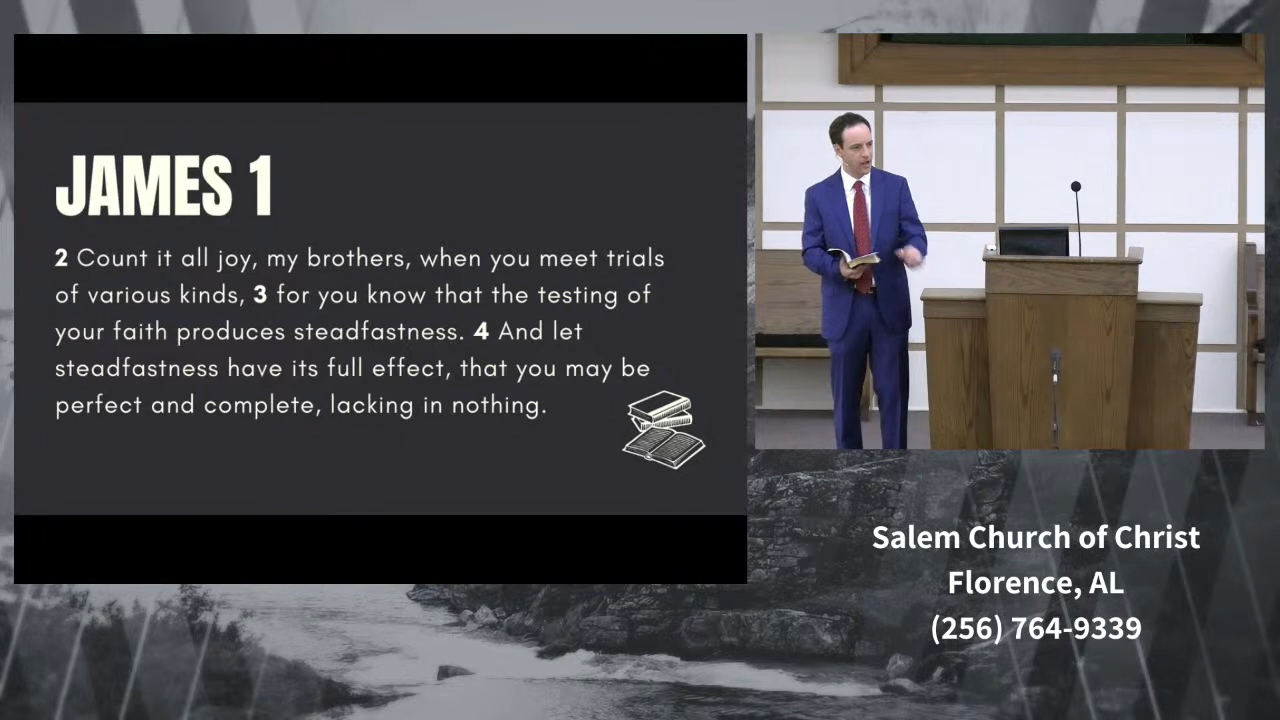 JAMES 1
2 Count it all joy, my brothers, when you meet trials
of various kinds, 3 for you know that the testing of
your faith produces steadfastness. 4 And let
steadfastness have its full effect, that you may be
perfect and complete, lacking in nothing.
Salem Church of Christ
Florence, AL
(256) 764-9339